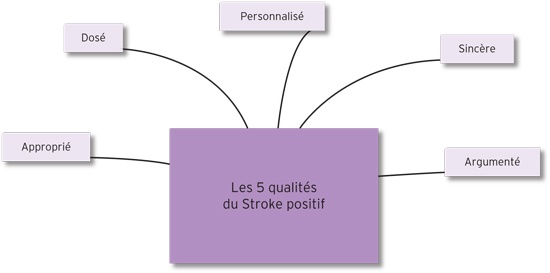 Personnalisé
Dosé
Sincère
Approprié
Argumenté
Les 5 qualités
du Stroke positif